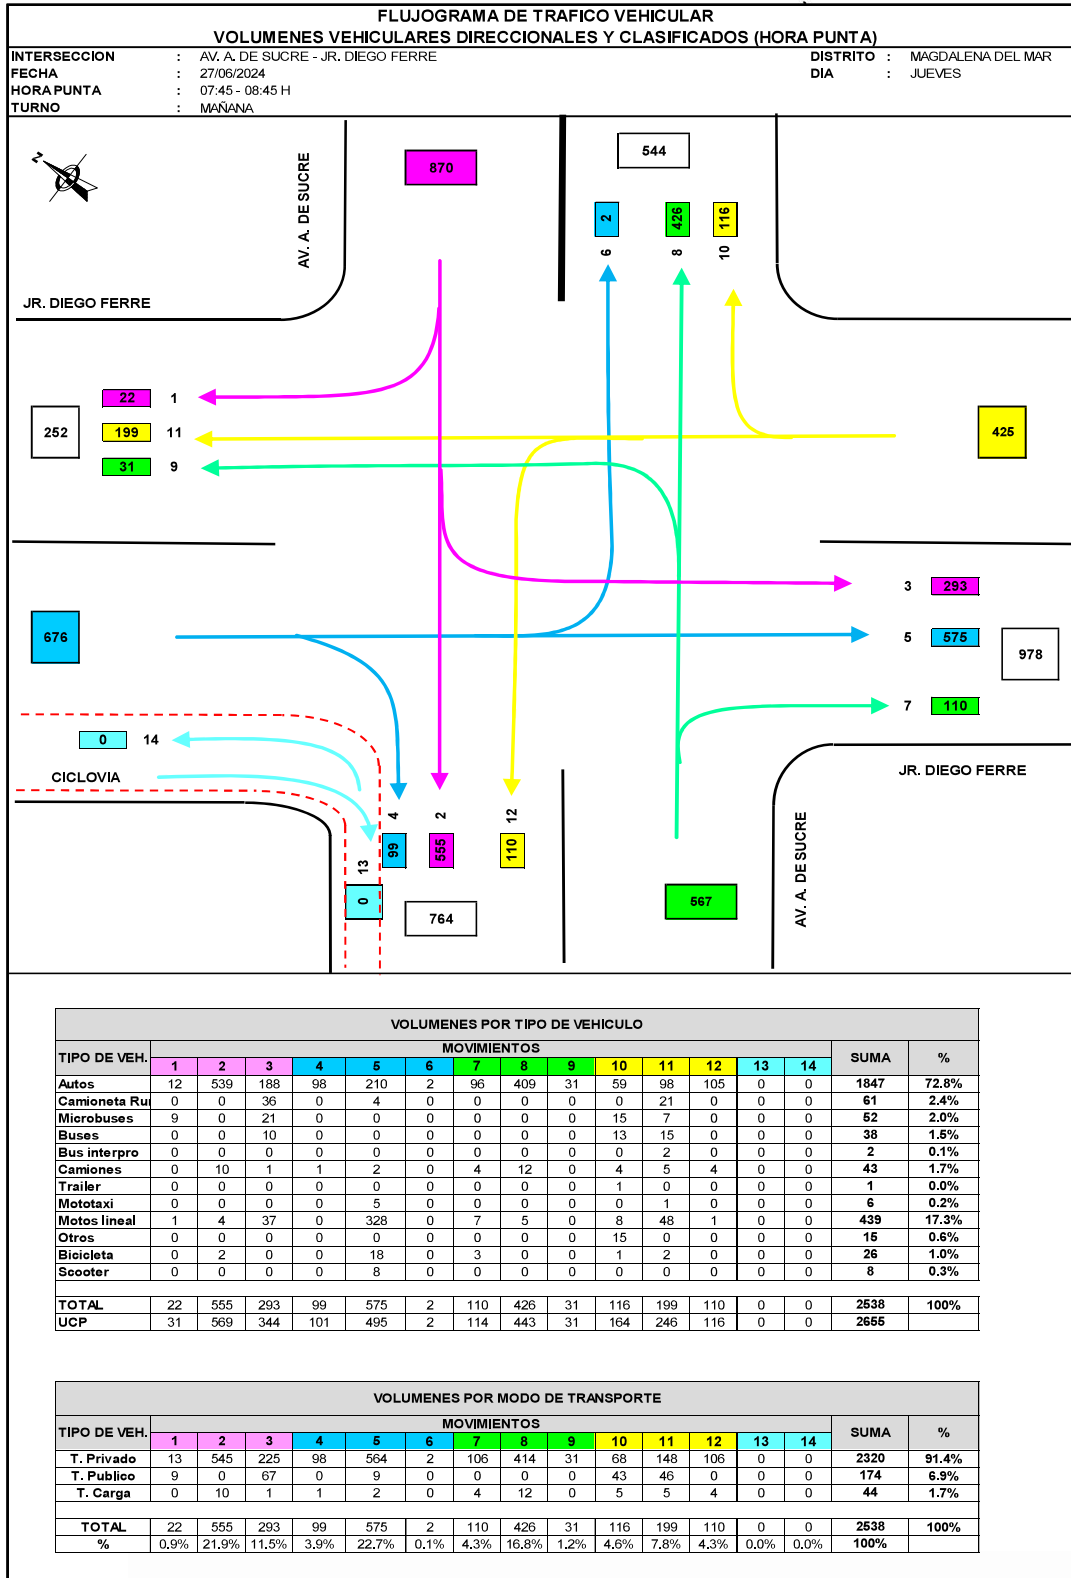 FLUJOGRAMA DE TRAFICO VEHICULAR
VOLUMENES VEHICULARES DIRECCIONALES Y CLASIFICADOS (HORA PUNTA)
INTERSECCION : AV. A. DE SUCRE - JR. DIEGO FERRE DISTRITO : MAGDALENA DEL MAR
FECHA : 27/06/2024 DIA : JUEVES
HORA PUNTA : 07:45 - 08:45 H
TURNO : MAÑANA
Z
AV. A. DE SUCRE
870
544
2 426 116
6 8 10
JR. DIEGO FERRE
22 1
252 199 11
31 9
425
3 293
676
5 575
978
7 110
0 14
CICLOVIA
JR. DIEGO FERRE
4 2 12
99 555 110
13
0
764
567
AV. A. DE SUCRE
VOLUMENES POR TIPO DE VEHICULO
TIPO DE VEH. MOVIMIENTOS SUMA %
1 2 3 4 5 6 7 8 9 10 11 12 13 14
Autos 12 539 188 98 210 2 96 409 31 59 98 105 0 0 1847 72.8%
Camioneta Ru 0 0 36 0 4 0 0 0 0 0 21 0 0 0 61 2.4%
Microbuses 9 0 21 0 0 0 0 0 0 15 7 0 0 0 52 2.0%
Buses 0 0 10 0 0 0 0 0 0 13 15 0 0 0 38 1.5%
Bus interpro 0 0 0 0 0 0 0 0 0 0 2 0 0 0 2 0.1%
Camiones 0 10 1 1 2 0 4 12 0 4 5 4 0 0 43 1.7%
Trailer 0 0 0 0 0 0 0 0 0 1 0 0 0 0 1 0.0%
Mototaxi 0 0 0 0 5 0 0 0 0 0 1 0 0 0 6 0.2%
Motos lineal 1 4 37 0 328 0 7 5 0 8 48 1 0 0 439 17.3%
Otros 0 0 0 0 0 0 0 0 0 15 0 0 0 0 15 0.6%
Bicicleta 0 2 0 0 18 0 3 0 0 1 2 0 0 0 26 1.0%
Scooter 0 0 0 0 8 0 0 0 0 0 0 0 0 0 8 0.3%
TOTAL 22 555 293 99 575 2 110 426 31 116 199 110 0 0 2538 100%
UCP 31 569 344 101 495 2 114 443 31 164 246 116 0 0 2655
VOLUMENES POR MODO DE TRANSPORTE
TIPO DE VEH. MOVIMIENTOS SUMA %
1 2 3 4 5 6 7 8 9 10 11 12 13 14
T. Privado 13 545 225 98 564 2 106 414 31 68 148 106 0 0 2320 91.4%
T. Publico 9 0 67 0 9 0 0 0 0 43 46 0 0 0 174 6.9%
T. Carga 0 10 1 1 2 0 4 12 0 5 5 4 0 0 44 1.7%
TOTAL 22 555 293 99 575 2 110 426 31 116 199 110 0 0 2538 100%
% 0.9% 21.9% 11.5% 3.9% 22.7% 0.1% 4.3% 16.8% 1.2% 4.6% 7.8% 4.3% 0.0% 0.0% 100%